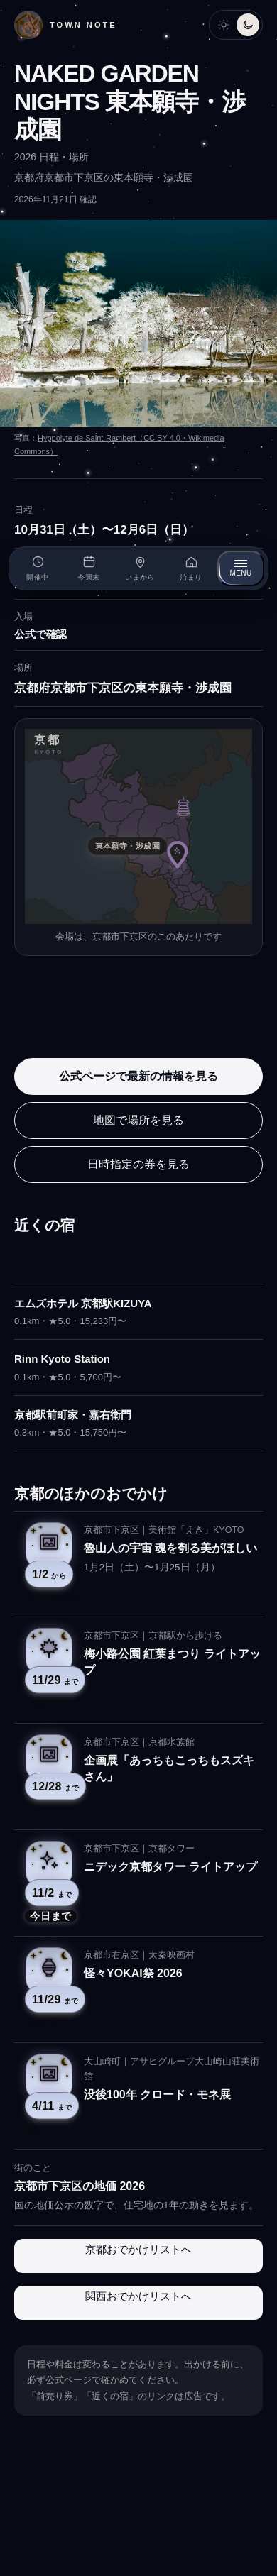 TOWN NOTE
NAKED GARDEN
NIGHTS 東本願寺・渉
成園
2026 日程・場所
京都府京都市下京区の東本願寺・渉成園
2026年11月21日 確認
写真：Hyppolyte de Saint-Rambert（CC BY 4.0・Wikimedia
Commons）
日程
10月31日（土）〜12月6日（日）
開催中
今週末
いまから
泊まり
MENU
入場
公式で確認
場所
京都府京都市下京区の東本願寺・渉成園
京都
KYOTO
東本願寺・渉成園
会場は、京都市下京区のこのあたりです
公式ページで最新の情報を見る
地図で場所を見る
日時指定の券を見る
近くの宿
エムズホテル 京都駅KIZUYA
0.1km・★5.0・15,233円〜
Rinn Kyoto Station
0.1km・★5.0・5,700円〜
京都駅前町家・嘉右衛門
0.3km・★5.0・15,750円〜
京都のほかのおでかけ
京都市下京区｜美術館「えき」KYOTO
魯山人の宇宙 魂を刳る美がほしい
1月2日（土）〜1月25日（月）
1/2 から
京都市下京区｜京都駅から歩ける
梅小路公園 紅葉まつり ライトアッ
プ
11/29 まで
京都市下京区｜京都水族館
企画展「あっちもこっちもスズキ
さん」
12/28 まで
京都市下京区｜京都タワー
ニデック京都タワー ライトアップ
11/2 まで
今日まで
京都市右京区｜太秦映画村
怪々YOKAI祭 2026
11/29 まで
大山崎町｜アサヒグループ大山崎山荘美術
館
没後100年 クロード・モネ展
4/11 まで
街のこと
京都市下京区の地価 2026
国の地価公示の数字で、住宅地の1年の動きを見ます。
京都おでかけリストへ
関西おでかけリストへ
日程や料金は変わることがあります。出かける前に、
必ず公式ページで確かめてください。
「前売り券」「近くの宿」のリンクは広告です。